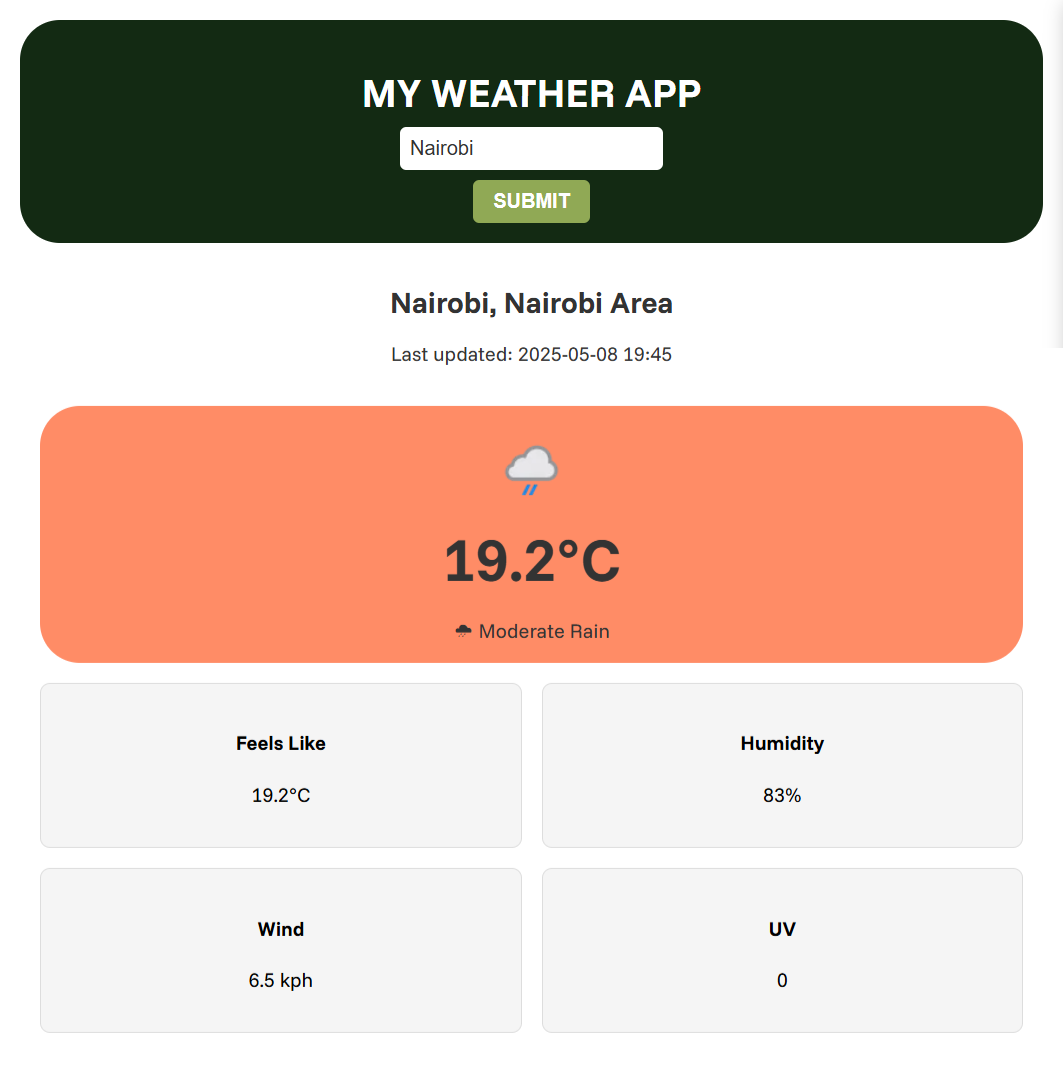 MY WEATHER APP
Nairobi
SUBMIT
Nairobi, Nairobi Area
Last updated: 2025-05-08 19:45
19.2°C
🌧 Moderate Rain
Feels Like
19.2°C
Humidity
83%
Wind
6.5 kph
UV
0